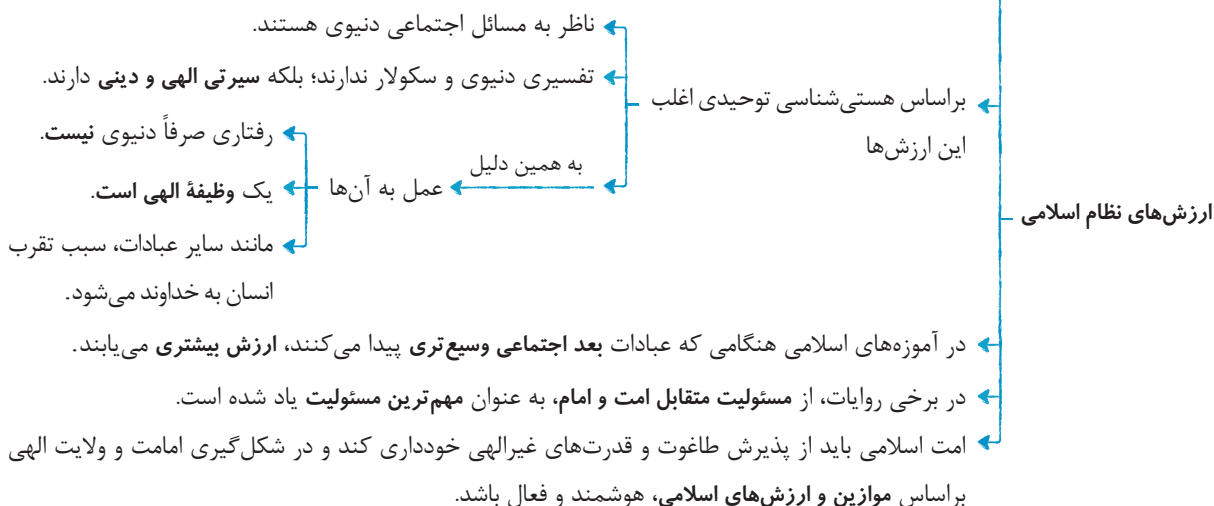 ارزش‌های نظام اسلامی
براساس هستی‌شناسی توحیدی اغلب
این ارزش‌ها
ناظر به مسائل اجتماعی دنیوی هستند.
تفسیری دنیوی و سکولار ندارند؛ بلکه سیرتی الهی و دینی دارند.
به همین دلیل
عمل به آن‌ها
رفتاری صرفاً دنیوی نیست.
یک وظیفهٔ الهی است.
مانند سایر عبادات، سبب تقرب
انسان به خداوند می‌شود.
در آموزه‌های اسلامی هنگامی که عبادات بعد اجتماعی وسیع‌تری پیدا می‌کنند، ارزش بیشتری می‌یابند.
در برخی روایات، از مسئولیت متقابل امت و امام، به عنوان مهم‌ترین مسئولیت یاد شده است.
امت اسلامی باید از پذیرش طاغوت و قدرت‌های غیرالهی خودداری کند و در شکل‌گیری امامت و ولایت الهی
براساس موازین و ارزش‌های اسلامی، هوشمند و فعال باشد.